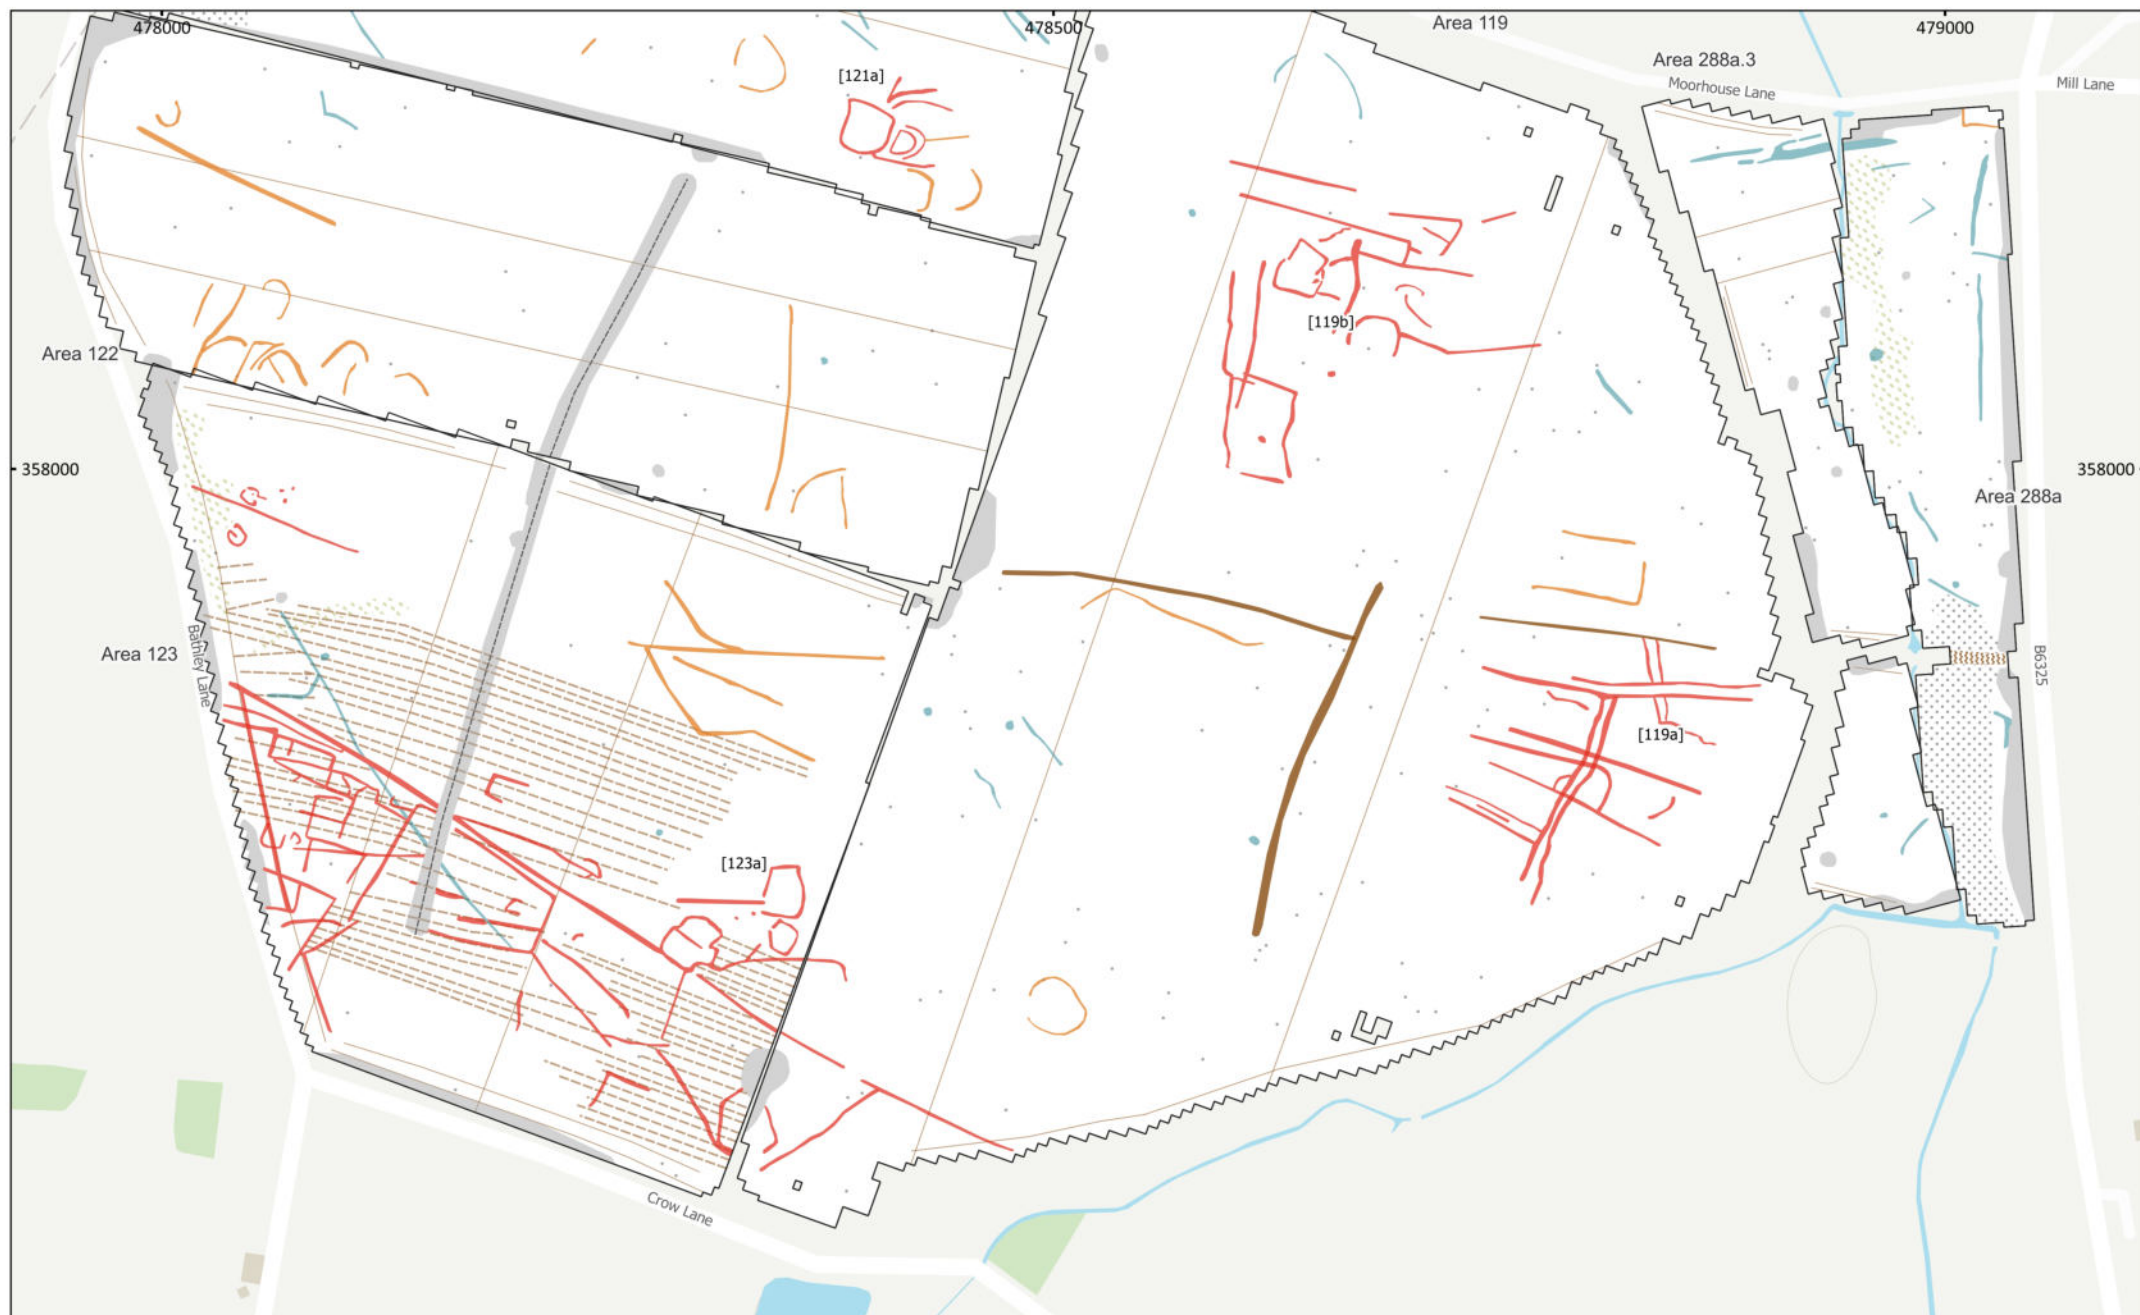 478000
478500
Area 119
479000
Area 288a.3
Moorhouse Lane
Mill Lane
[121a]
[119b]
Area 122
358000
358000
Area 288a
Area 123
Bathley Lane
B6325
[119a]
[123a]
Crow Lane